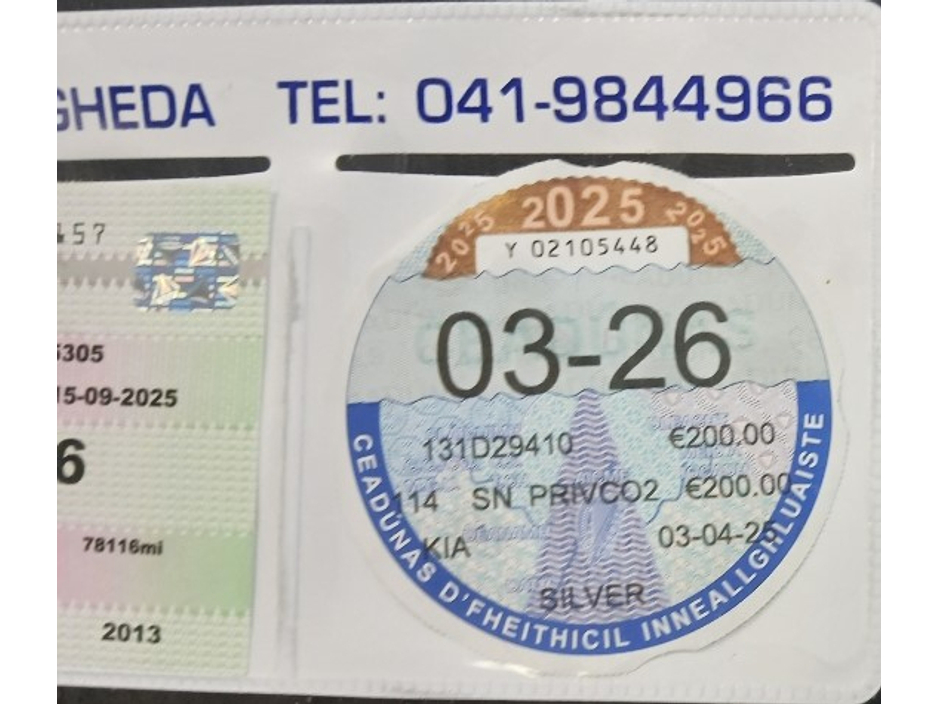 GHEDA TEL: 041-9844966
457
5305
15-09-2025
6
78116mi
2013
2025 2025 2025
Y 02105448
03-26
131D29410 €200.00
114 SN PRIVCO2 €200.00
KIA 03-04-25
SILVER
CEADÚNAS D'FHEITHICIL INNEALLGHLUAISTE